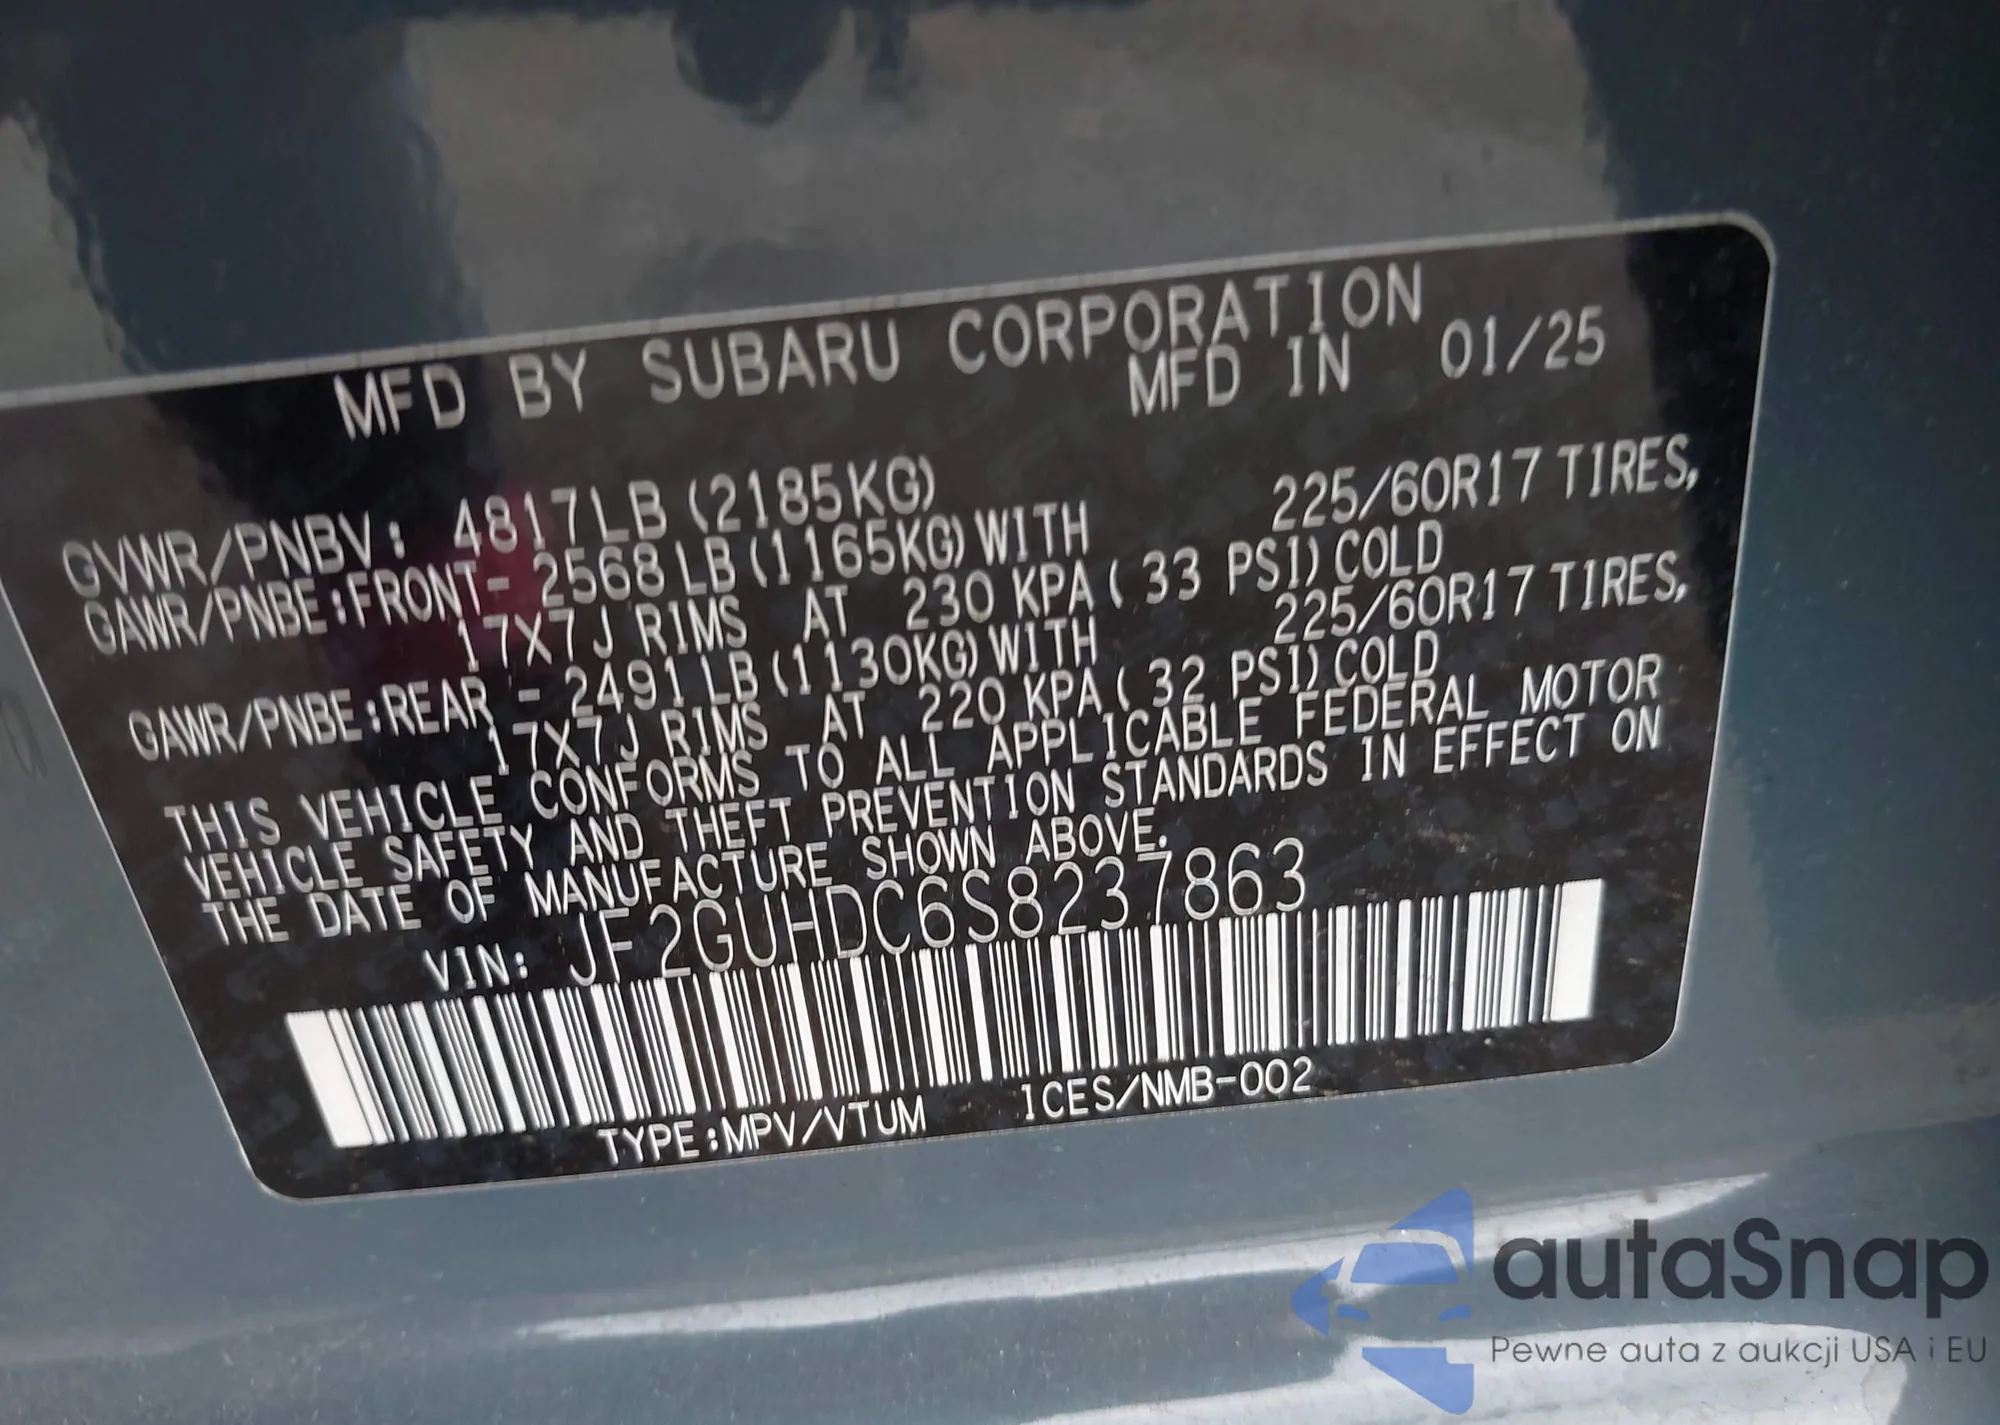 MFD BY SUBARU CORPORATION
MFD IN 01/25
GVWR/PNBV: 4817LB (2185KG)
GAWR/PNBE:FRONT- 2568LB (1165KG) WITH 225/60R17 TIRES,
17X7J RIMS AT 230 KPA ( 33 PSI) COLD
GAWR/PNBE:REAR - 2491LB (1130KG) WITH 225/60R17 TIRES,
17X7J RIMS AT 220 KPA ( 32 PSI) COLD
THIS VEHICLE CONFORMS TO ALL APPLICABLE FEDERAL MOTOR
VEHICLE SAFETY AND THEFT PREVENTION STANDARDS IN EFFECT ON
THE DATE OF MANUFACTURE SHOWN ABOVE.
VIN: JF2GUHDC6S8237863
TYPE:MPV/VTUM ICES/NMB-002
autaSnap
Pewne auta z aukcji USA i EU